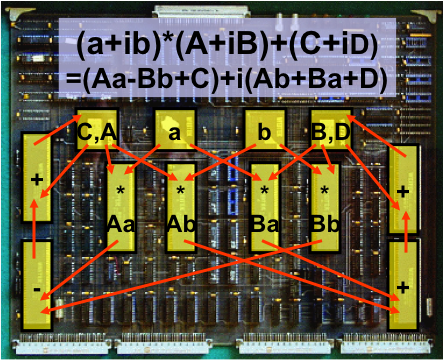 (a+ib)*(A+iB)+(C+iD)
=(Aa-Bb+C)+i(Ab+Ba+D)
C,A a b B,D
+ * * * * +
Aa Ab Ba Bb
- +